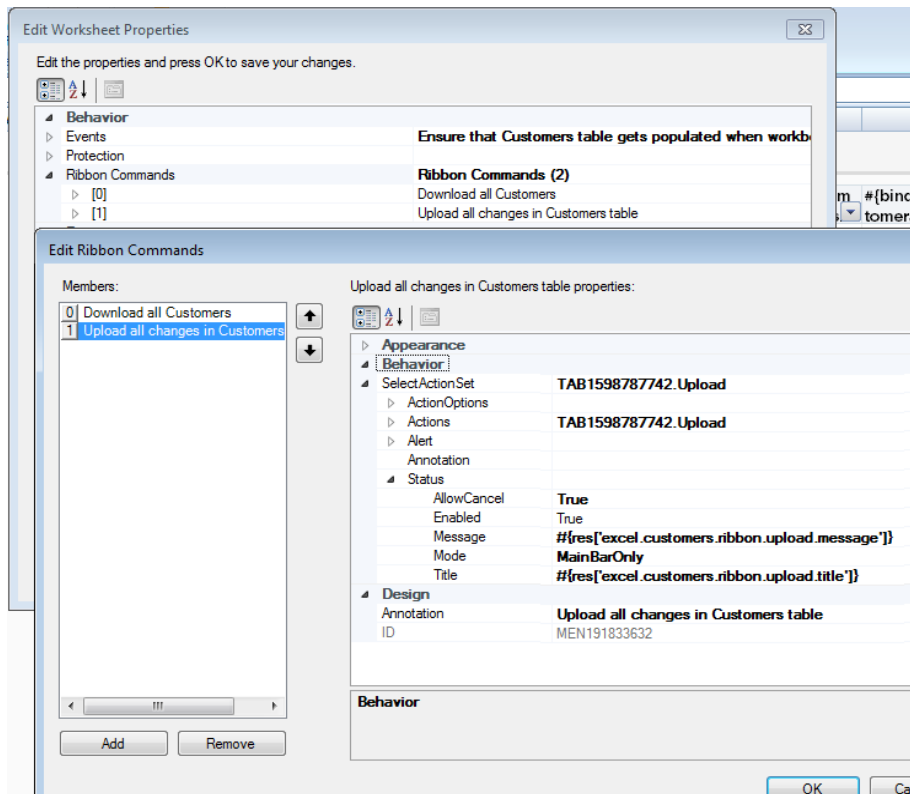 Edit Worksheet Properties
Edit the properties and press OK to save your changes.
Behavior
Events Ensure that Customers table gets populated when workb
Protection
Ribbon Commands Ribbon Commands (2)
[0] Download all Customers
[1] Upload all changes in Customers table
m #{bind
s. tomers
Edit Ribbon Commands
Members:
0 Download all Customers
1 Upload all changes in Customers
Upload all changes in Customers table properties:
Appearance
Behavior
SelectActionSet TAB1598787742.Upload
ActionOptions
Actions TAB1598787742.Upload
Alert
Annotation
Status
AllowCancel True
Enabled True
Message #{res['excel.customers.ribbon.upload.message']}
Mode MainBarOnly
Title #{res['excel.customers.ribbon.upload.title']}
Design
Annotation Upload all changes in Customers table
ID MEN191833632
Behavior
Add Remove
OK Ca